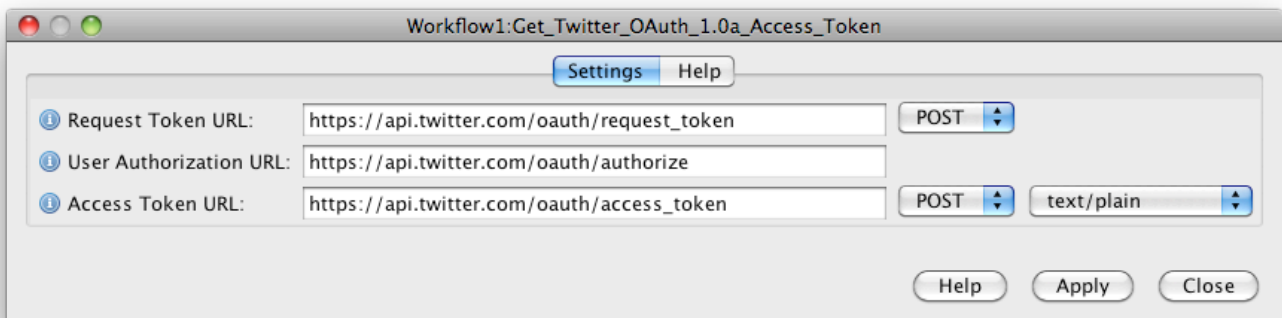 Workflow1:Get_Twitter_OAuth_1.0a_Access_Token
Settings Help
Request Token URL: https://api.twitter.com/oauth/request_token POST
User Authorization URL: https://api.twitter.com/oauth/authorize
Access Token URL: https://api.twitter.com/oauth/access_token POST text/plain
Help Apply Close